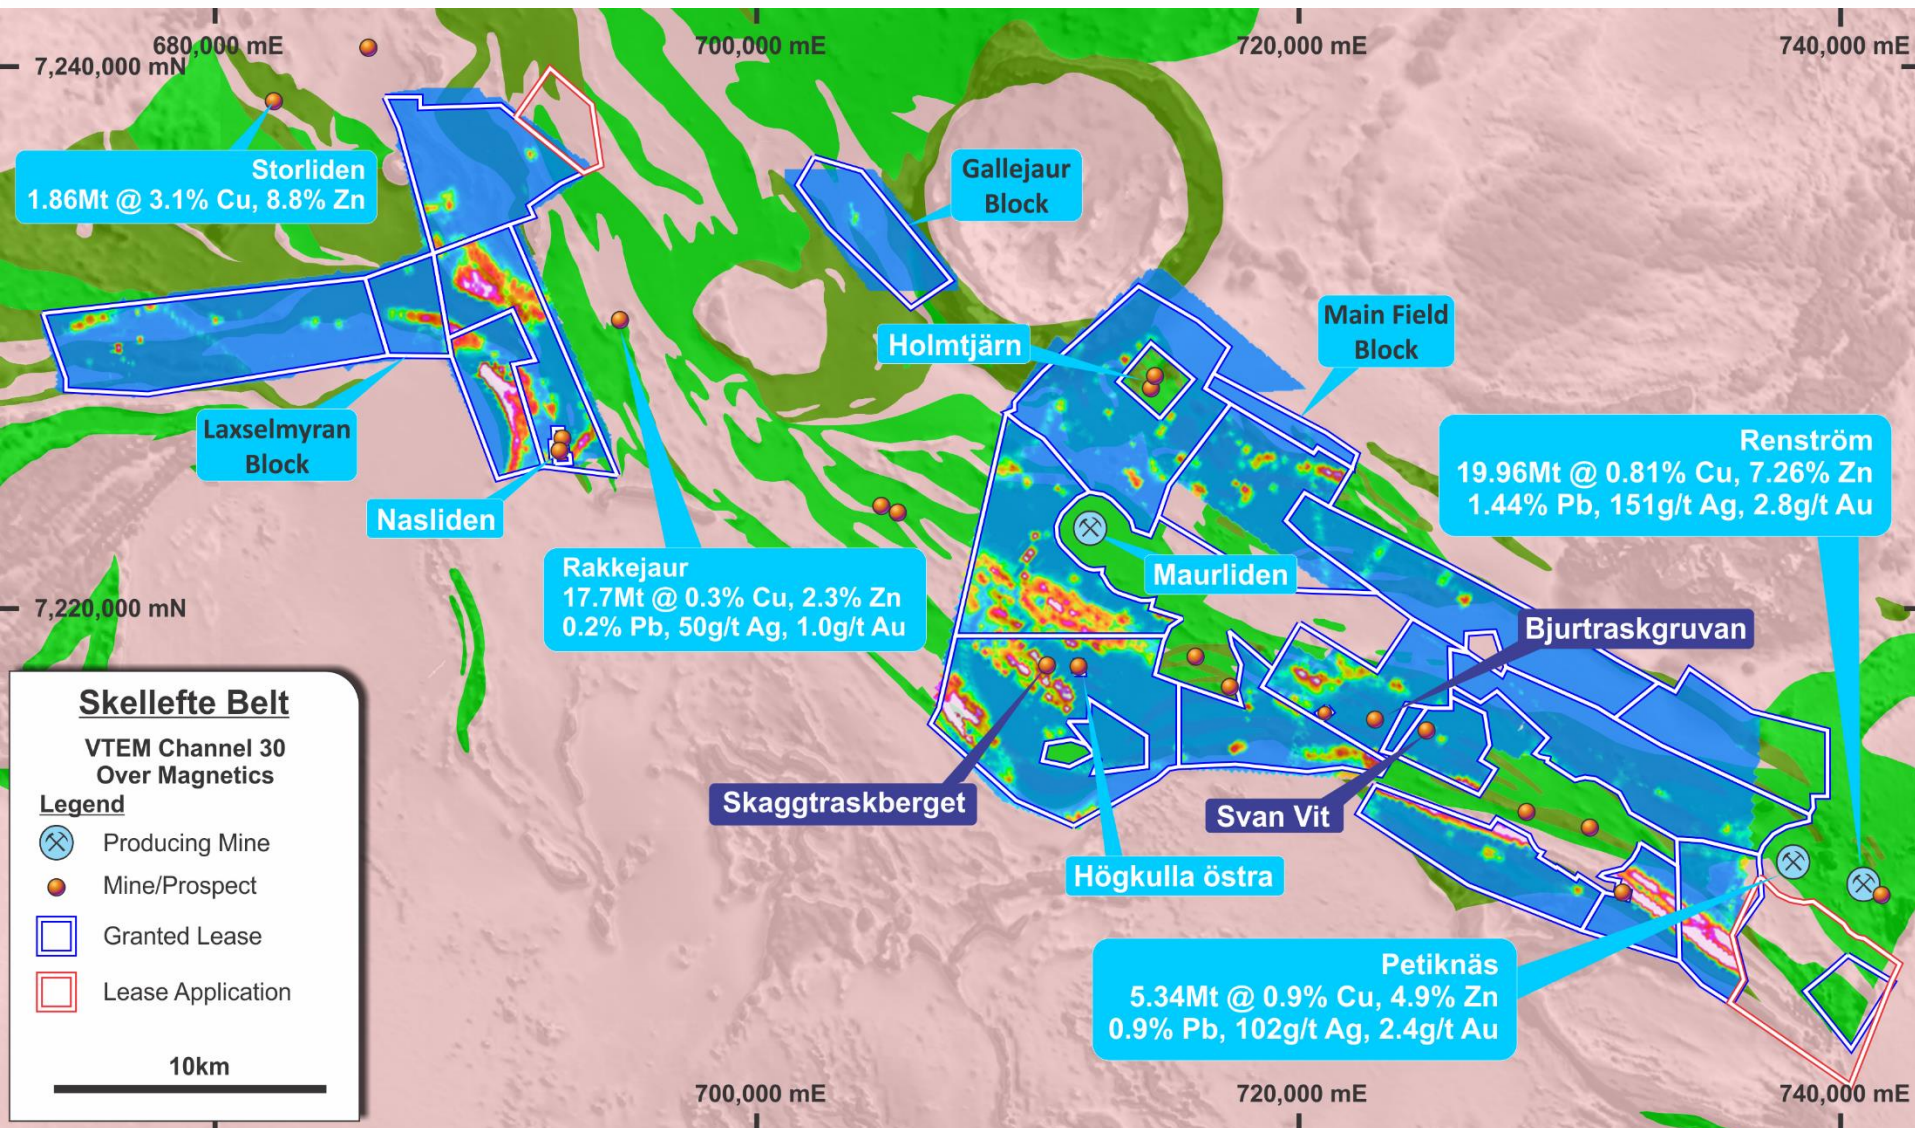 680,000 mE
700,000 mE
720,000 mE
740,000 mE
7,240,000 mN
Storliden
1.86Mt @ 3.1% Cu, 8.8% Zn
Gallejaur
Block
Holmtjärn
Main Field
Block
Laxselmyran
Block
Nasliden
Renström
19.96Mt @ 0.81% Cu, 7.26% Zn
1.44% Pb, 151g/t Ag, 2.8g/t Au
Rakkejaur
17.7Mt @ 0.3% Cu, 2.3% Zn
0.2% Pb, 50g/t Ag, 1.0g/t Au
Maurliden
7,220,000 mN
Bjurtraskgruvan
Skaggtraskberget
Svan Vit
Högkulla östra
Petiknäs
5.34Mt @ 0.9% Cu, 4.9% Zn
0.9% Pb, 102g/t Ag, 2.4g/t Au
Skellefte Belt
VTEM Channel 30
Over Magnetics
Legend
Producing Mine
Mine/Prospect
Granted Lease
Lease Application
10km
700,000 mE
720,000 mE
740,000 mE